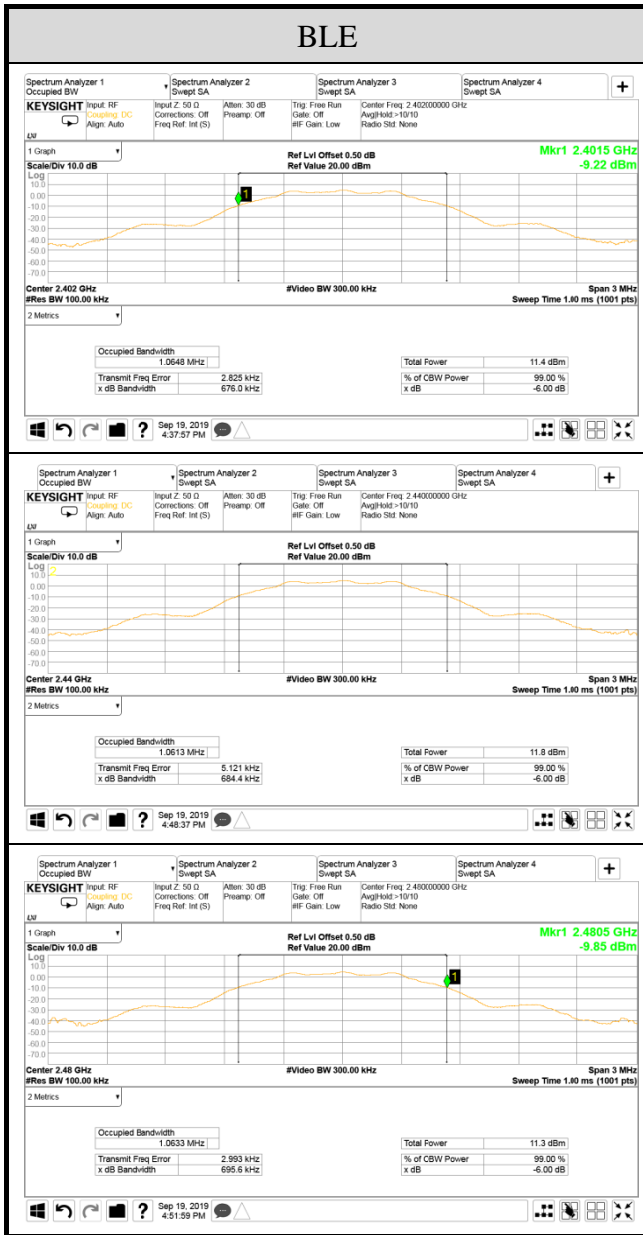 BLE
Spectrum Analyzer 1
Occupied BW
Spectrum Analyzer 2
Swept SA
Spectrum Analyzer 3
Swept SA
Spectrum Analyzer 4
Swept SA
+
KEYSIGHT
Input: RF
Coupling: DC
Align: Auto
Input Z: 50 Ω
Corrections: Off
Freq Ref: Int (S)
Atten: 30 dB
Preamp: Off
Trig: Free Run
Gate: Off
#IF Gain: Low
Center Freq: 2.402000000 GHz
Avg|Hold:>10/10
Radio Std: None
LXI
1 Graph
Scale/Div 10.0 dB
Ref Lvl Offset 0.50 dB
Ref Value 20.00 dBm
Mkr1 2.4015 GHz
-9.22 dBm
Log
10.0
0.00
-10.0
-20.0
-30.0
-40.0
-50.0
-60.0
-70.0
1
Center 2.402 GHz
#Video BW 300.00 kHz
Span 3 MHz
#Res BW 100.00 kHz
Sweep Time 1.00 ms (1001 pts)
2 Metrics
Occupied Bandwidth
1.0648 MHz
Transmit Freq Error 2.825 kHz
x dB Bandwidth 676.0 kHz
Total Power 11.4 dBm
% of CBW Power 99.00 %
x dB -6.00 dB
?
Sep 19, 2019
4:37:57 PM
Spectrum Analyzer 1
Occupied BW
Spectrum Analyzer 2
Swept SA
Spectrum Analyzer 3
Swept SA
Spectrum Analyzer 4
Swept SA
+
KEYSIGHT
Input: RF
Coupling: DC
Align: Auto
Input Z: 50 Ω
Corrections: Off
Freq Ref: Int (S)
Atten: 30 dB
Preamp: Off
Trig: Free Run
Gate: Off
#IF Gain: Low
Center Freq: 2.440000000 GHz
Avg|Hold:>10/10
Radio Std: None
LXI
1 Graph
Scale/Div 10.0 dB
Ref Lvl Offset 0.50 dB
Ref Value 20.00 dBm
Log
2
10.0
0.00
-10.0
-20.0
-30.0
-40.0
-50.0
-60.0
-70.0
Center 2.44 GHz
#Video BW 300.00 kHz
Span 3 MHz
#Res BW 100.00 kHz
Sweep Time 1.00 ms (1001 pts)
2 Metrics
Occupied Bandwidth
1.0613 MHz
Transmit Freq Error 5.121 kHz
x dB Bandwidth 684.4 kHz
Total Power 11.8 dBm
% of CBW Power 99.00 %
x dB -6.00 dB
?
Sep 19, 2019
4:48:37 PM
Spectrum Analyzer 1
Occupied BW
Spectrum Analyzer 2
Swept SA
Spectrum Analyzer 3
Swept SA
Spectrum Analyzer 4
Swept SA
+
KEYSIGHT
Input: RF
Coupling: DC
Align: Auto
Input Z: 50 Ω
Corrections: Off
Freq Ref: Int (S)
Atten: 30 dB
Preamp: Off
Trig: Free Run
Gate: Off
#IF Gain: Low
Center Freq: 2.480000000 GHz
Avg|Hold:>10/10
Radio Std: None
LXI
1 Graph
Scale/Div 10.0 dB
Ref Lvl Offset 0.50 dB
Ref Value 20.00 dBm
Mkr1 2.4805 GHz
-9.85 dBm
Log
10.0
0.00
-10.0
-20.0
-30.0
-40.0
-50.0
-60.0
-70.0
1
Center 2.48 GHz
#Video BW 300.00 kHz
Span 3 MHz
#Res BW 100.00 kHz
Sweep Time 1.00 ms (1001 pts)
2 Metrics
Occupied Bandwidth
1.0633 MHz
Transmit Freq Error 2.993 kHz
x dB Bandwidth 695.6 kHz
Total Power 11.3 dBm
% of CBW Power 99.00 %
x dB -6.00 dB
?
Sep 19, 2019
4:51:59 PM